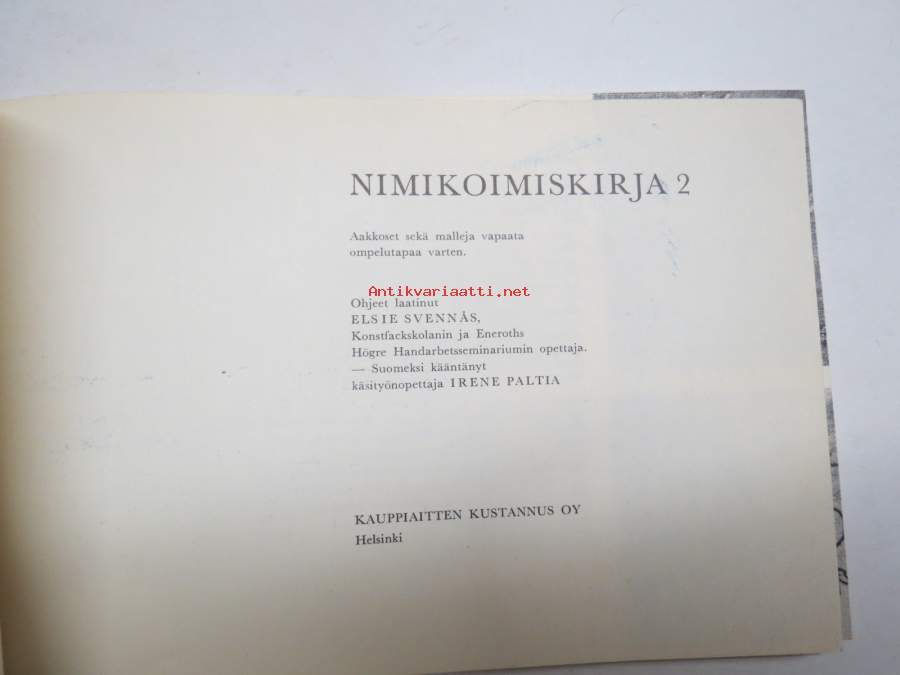 NIMIKOIMISKIRJA 2
Aakkoset sekä malleja vapaata
ompelutapaa varten.
Antikvariaatti.net
Ohjeet laatinut
ELSIE SVENNÅS,
Konstfackskolanin ja Eneroths
Högre Handarbetsseminariumin opettaja.
— Suomeksi kääntänyt
käsityönopettaja IRENE PALTIA
KAUPPIAITTEN KUSTANNUS OY
Helsinki